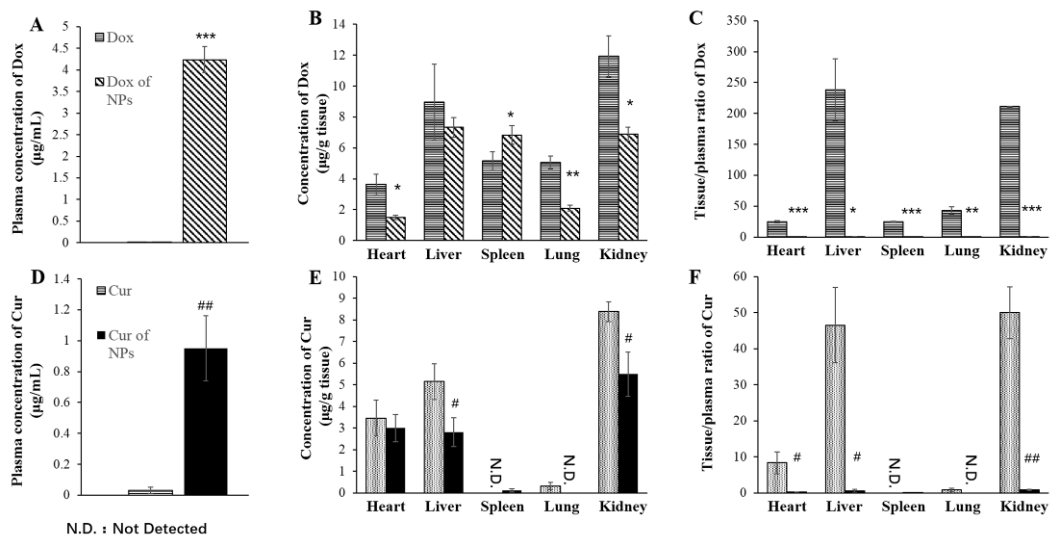 A
Plasma concentration of Dox
(µg/mL)
5
4.5
4
3.5
3
2.5
2
1.5
1
0.5
0
Dox
Dox of
NPs
***
B
Concentration of Dox
(µg/g tissue)
14
12
10
8
6
4
2
0
*
*
**
*
Heart Liver Spleen Lung Kidney
C
Tissue/plasma ratio of Dox
350
300
250
200
150
100
50
0
***
*
***
**
***
Heart Liver Spleen Lung Kidney
D
Plasma concentration of Cur
(µg/mL)
1.4
1.2
1
0.8
0.6
0.4
0.2
0
Cur
Cur of
NPs
##
E
Concentration of Cur
(µg/g tissue)
10
9
8
7
6
5
4
3
2
1
0
#
N.D.
N.D.
#
Heart Liver Spleen Lung Kidney
F
Tissue/plasma ratio of Cur
60
50
40
30
20
10
0
#
#
N.D.
N.D.
##
Heart Liver Spleen Lung Kidney
N.D. : Not Detected